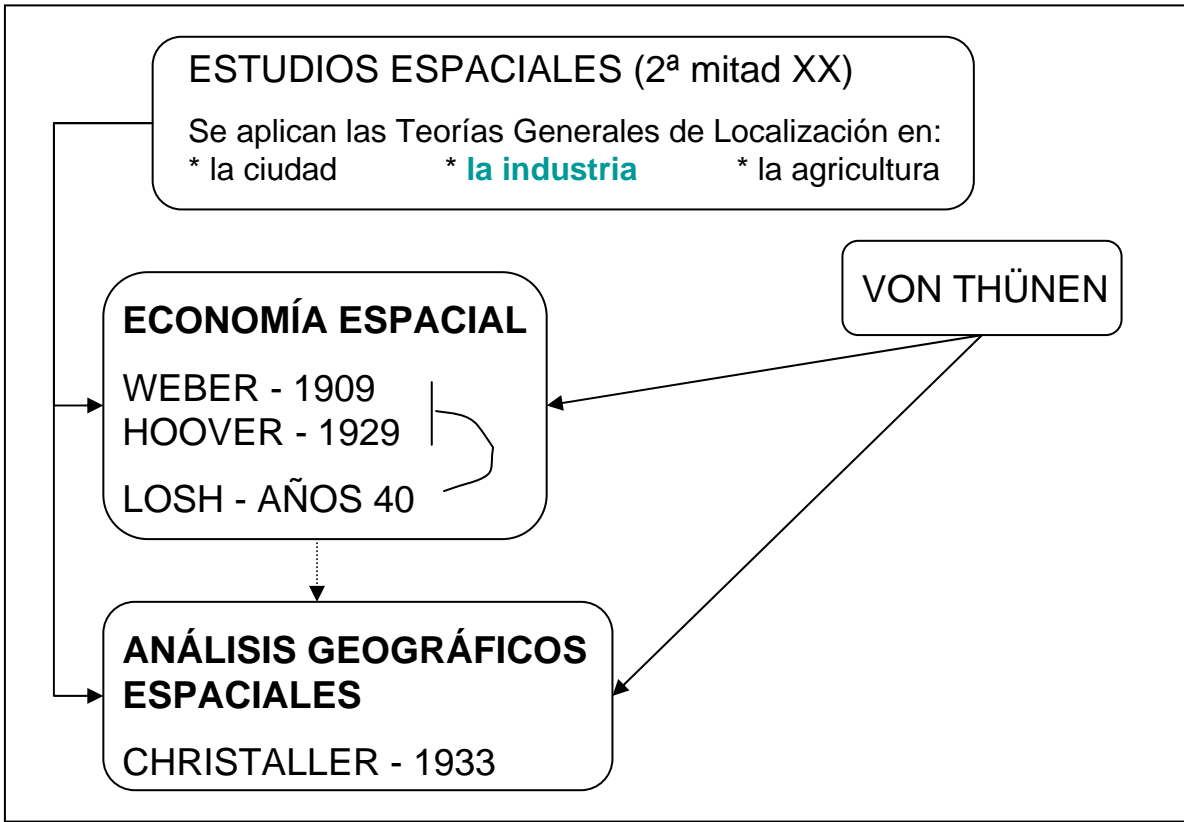 ESTUDIOS ESPACIALES (2ª mitad XX)
Se aplican las Teorías Generales de Localización en:
* la ciudad * la industria * la agricultura
VON THÜNEN
ECONOMÍA ESPACIAL
WEBER - 1909
HOOVER - 1929
LOSH - AÑOS 40
ANÁLISIS GEOGRÁFICOS
ESPACIALES
CHRISTALLER - 1933